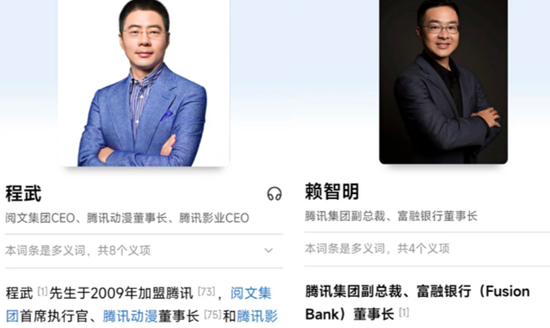 程武
阅文集团CEO、腾讯动漫董事长、腾讯影业CEO
本词条是多义词，共8个义项
程武 [1]先生于2009年加盟腾讯 [73]，阅文集
团首席执行官、腾讯动漫董事长 [75]和腾讯影
赖智明
腾讯集团副总裁、富融银行董事长
本词条是多义词，共4个义项
腾讯集团副总裁、富融银行（Fusion
Bank）董事长 [1]